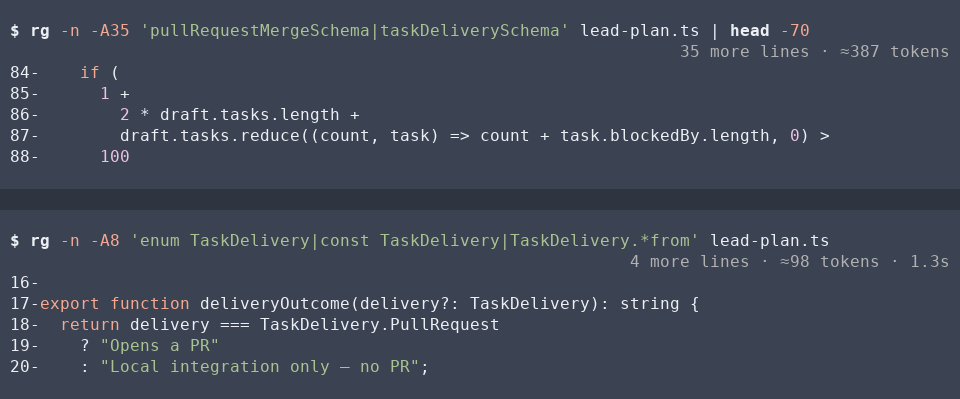 $ rg -n -A35 'pullRequestMergeSchema|taskDeliverySchema' lead-plan.ts | head -70
35 more lines · ≈387 tokens
84-    if (
85-      1 +
86-        2 * draft.tasks.length +
87-        draft.tasks.reduce((count, task) => count + task.blockedBy.length, 0) >
88-      100
$ rg -n -A8 'enum TaskDelivery|const TaskDelivery|TaskDelivery.*from' lead-plan.ts
4 more lines · ≈98 tokens · 1.3s
16-
17-export function deliveryOutcome(delivery?: TaskDelivery): string {
18-  return delivery === TaskDelivery.PullRequest
19-    ? "Opens a PR"
20-    : "Local integration only — no PR";